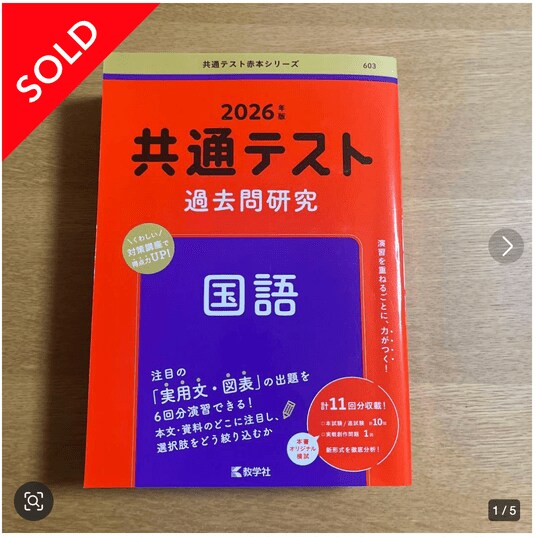 SOLD
共通テスト赤本シリーズ
603
2026年版
共通テスト
過去問研究
くわしい
対策講座で
得点力UP!
国語
演習を重ねるごとに、力がつく!
注目の
「実用文・図表」の出題を
6回分演習できる!
本文・資料のどこに注目し、
選択肢をどう絞り込むか
計11回分収載!
□本試験/追試験 計10回
□実戦創作問題 1回
本書
オリジナル
模試
新形式を徹底分析!
教学社
1 / 5